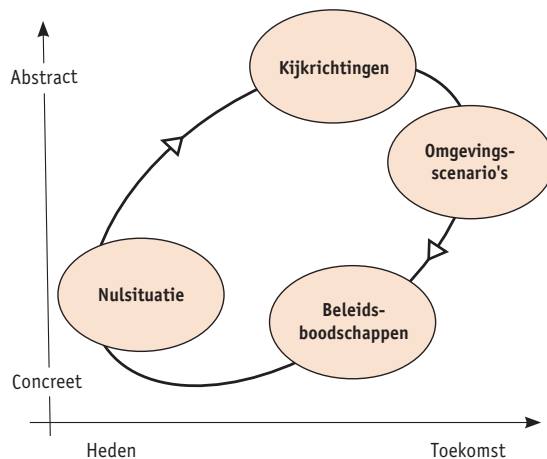 Abstract
Kijkrichtingen
Omgevings-
scenario's
Nulsituatie
Beleids-
boodschappen
Concreet
Heden
Toekomst